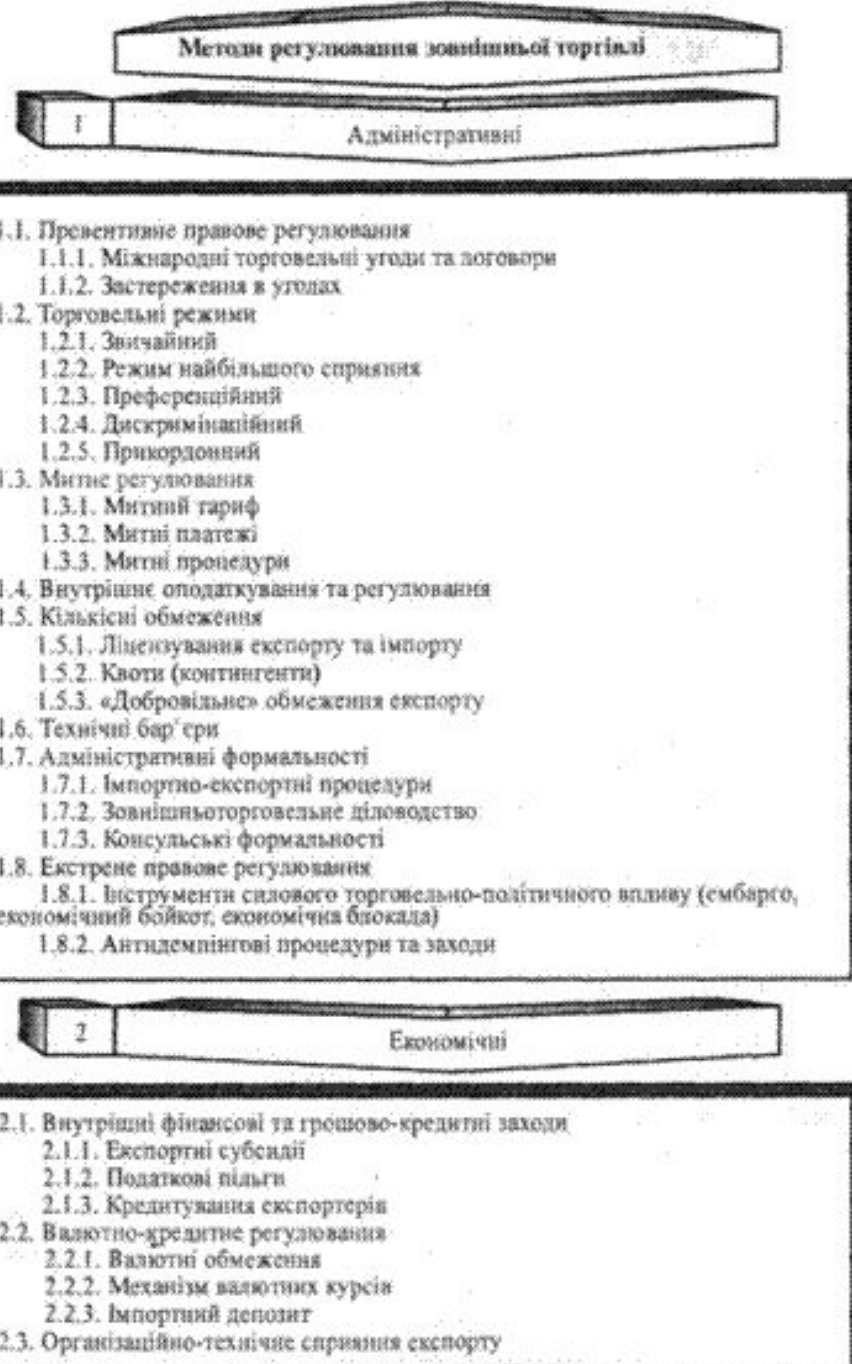 Методи регулювання зовнішньої торгівлі
1
Адміністративні
1.1. Превентивне правове регулювання
1.1.1. Міжнародні торговельні угоди та договори
1.1.2. Застереження в угодах
1.2. Торговельні режими
1.2.1. Звичайний
1.2.2. Режим найбільшого сприяння
1.2.3. Преференційний
1.2.4. Дискримінаційний
1.2.5. Прикордонний
1.3. Митне регулювання
1.3.1. Митний тариф
1.3.2. Митні платежі
1.3.3. Митні процедури
1.4. Внутрішнє оподаткування та регулювання
1.5. Кількісні обмеження
1.5.1. Ліцензування експорту та імпорту
1.5.2. Квоти (контингенти)
1.5.3. «Добровільне» обмеження експорту
1.6. Технічні бар'єри
1.7. Адміністративні формальності
1.7.1. Імпортно-експортні процедури
1.7.2. Зовнішньоторговельне діловодство
1.7.3. Консульські формальності
1.8. Екстрене правове регулювання
1.8.1. Інструменти силового торговельно-політичного впливу (ембарго,
економічний бойкот, економічна блокада)
1.8.2. Антидемпінгові процедури та заходи
2
Економічні
2.1. Внутрішні фінансові та грошово-кредитні заходи
2.1.1. Експортні субсидії
2.1.2. Податкові пільги
2.1.3. Кредитування експортерів
2.2. Валютно-кредитне регулювання
2.2.1. Валютні обмеження
2.2.2. Механізм валютних курсів
2.2.3. Імпортний депозит
2.3. Організаційно-технічне сприяння експорту